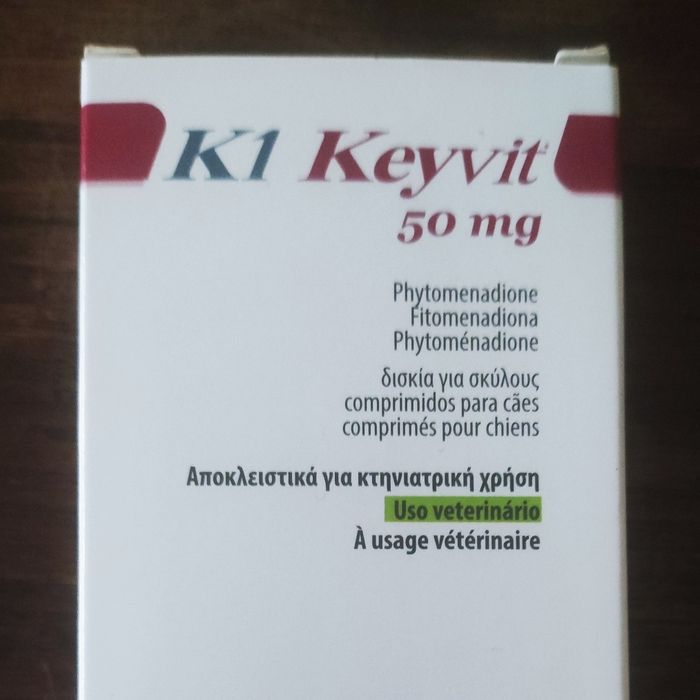 K1 Keyvit
50 mg
Phytomenadione
Fitomenadiona
Phytoménadione
δισκία για σκύλους
comprimidos para cães
comprimés pour chiens
Αποκλειστικά για κτηνιατρική χρήση
Uso veterinário
À usage vétérinaire